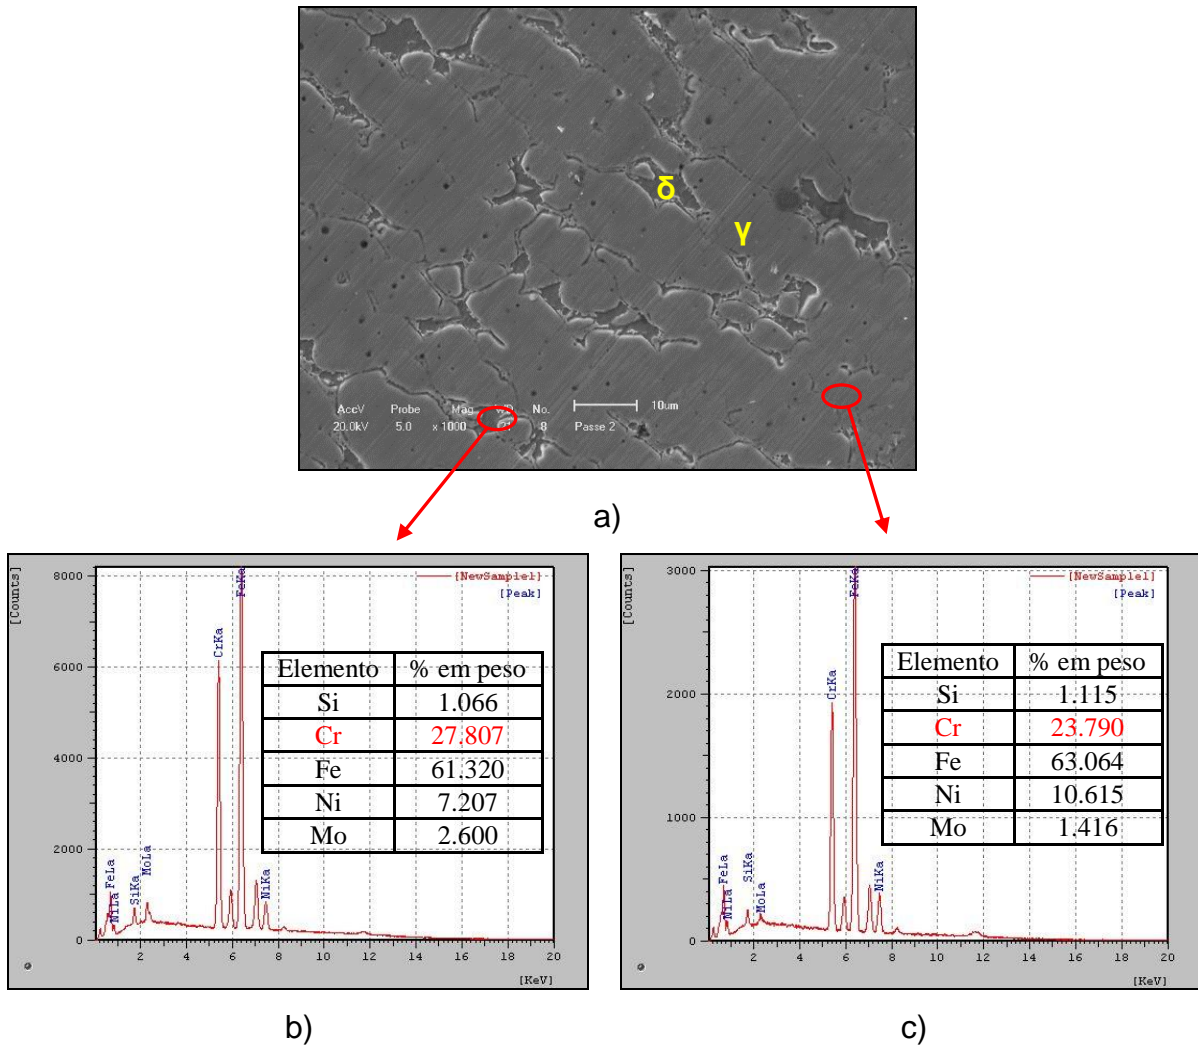 δ
γ
AccV Probe Mag No. 10um
20.0kV 5.0 x 1000 21 8 Passe 2
a)
[Counts]
8000
6000
4000
2000
0
2 4 6 8 10 12 14 16 18 20
[KeV]
[NewSample1]
[Peak]
NiLa
FeLa
SiKa
MoLa
CrKa
FeKa
NiKa
Elemento % em peso
Si 1.066
Cr 27.807
Fe 61.320
Ni 7.207
Mo 2.600
b)
[Counts]
3000
2000
1000
0
2 4 6 8 10 12 14 16 18 20
[KeV]
[NewSample1]
[Peak]
FeLa
NiLa
SiKa
MoLa
CrKa
FeKa
NiKa
Elemento % em peso
Si 1.115
Cr 23.790
Fe 63.064
Ni 10.615
Mo 1.416
c)